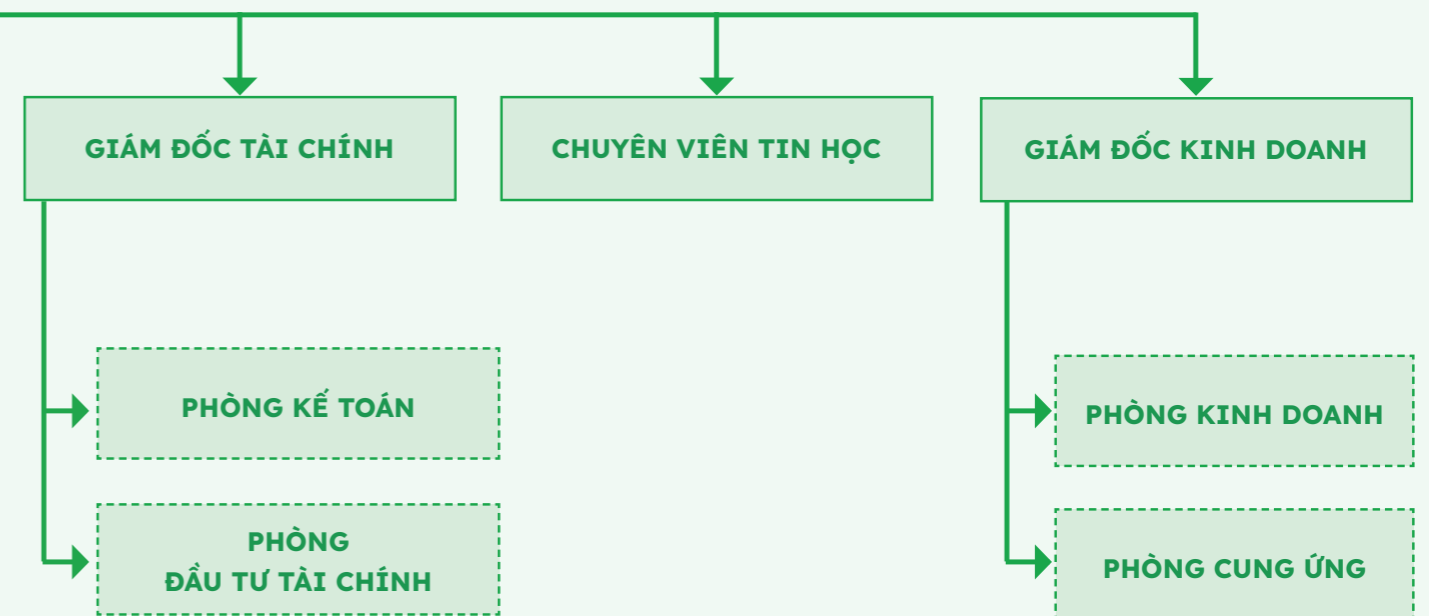 GIÁM ĐỐC TÀI CHÍNH
CHUYÊN VIÊN TIN HỌC
GIÁM ĐỐC KINH DOANH
PHÒNG KẾ TOÁN
PHÒNG KINH DOANH
PHÒNG
ĐẦU TƯ TÀI CHÍNH
PHÒNG CUNG ỨNG